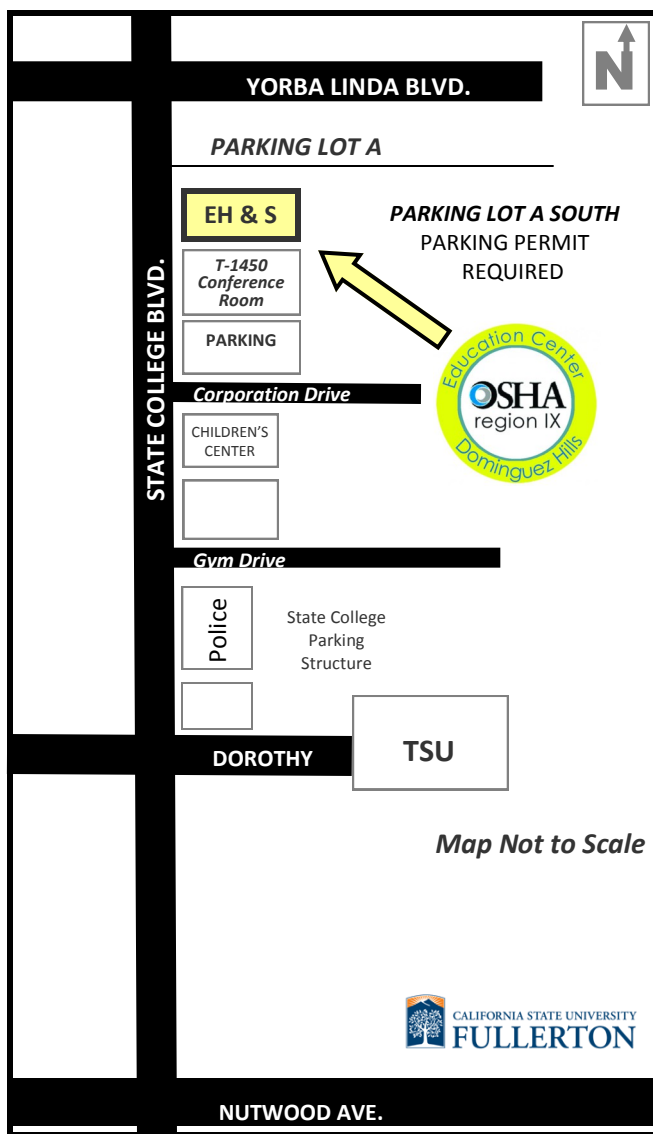 N
YORBA LINDA BLVD.
PARKING LOT A
EH & S
PARKING LOT A SOUTH
PARKING PERMIT
REQUIRED
T-1450
Conference
Room
PARKING
STATE COLLEGE BLVD.
Education Center
OSHA
region IX
Dominguez Hills
Corporation Drive
CHILDREN'S
CENTER
Gym Drive
Police
State College
Parking
Structure
DOROTHY
TSU
Map Not to Scale
CALIFORNIA STATE UNIVERSITY
FULLERTON
NUTWOOD AVE.